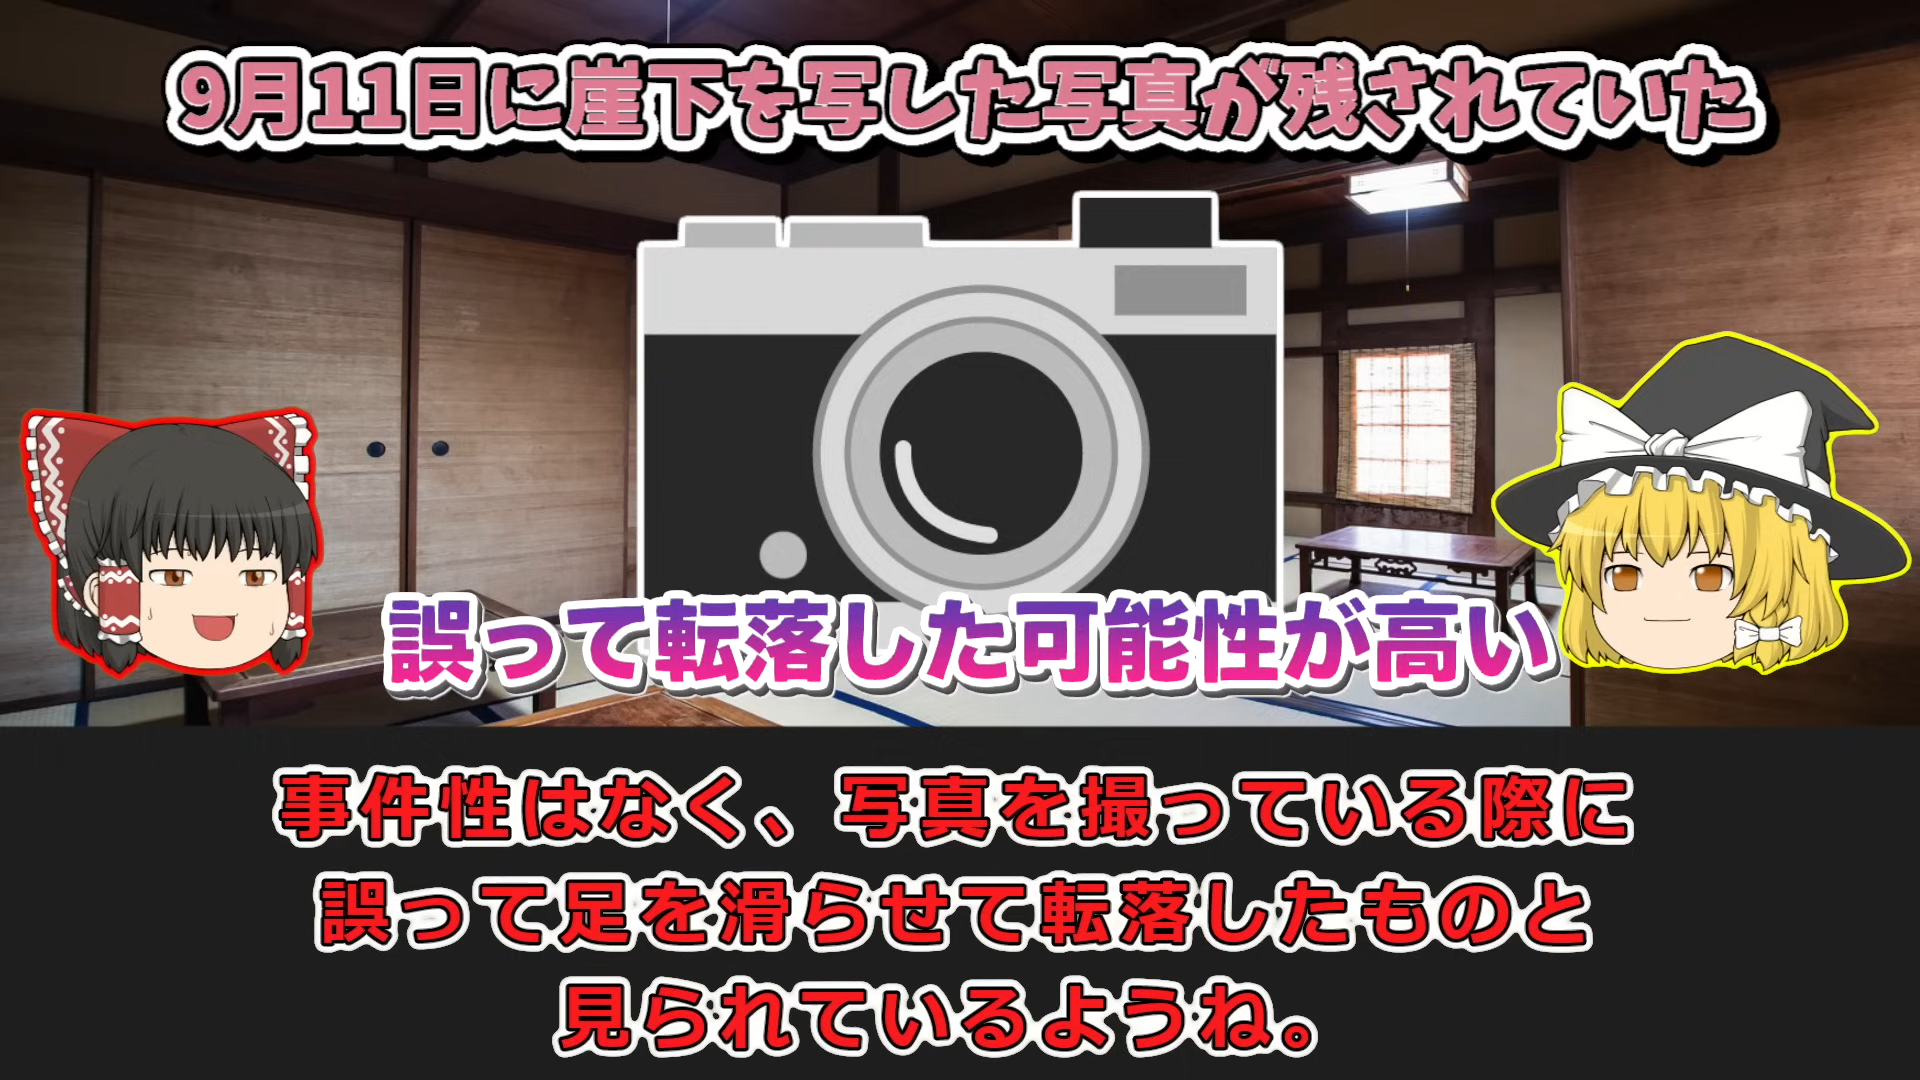 9月11日に崖下を写した写真が残されていた
誤って転落した可能性が高い
事件性はなく、写真を撮っている際に
誤って足を滑らせて転落したものと
見られているようね。